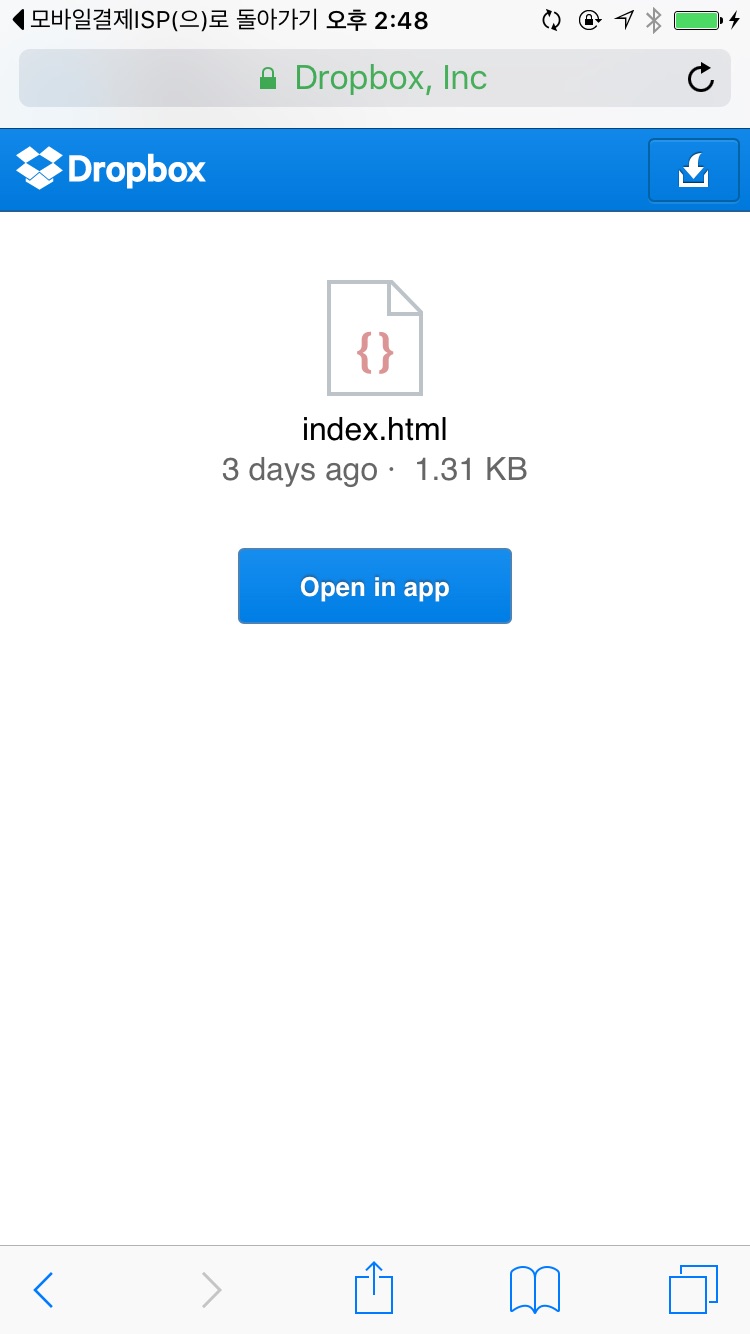 모바일결제ISP(으)로 돌아가기 오후 2:48
Dropbox, Inc
Dropbox
{}
index.html
3 days ago · 1.31 KB
Open in app